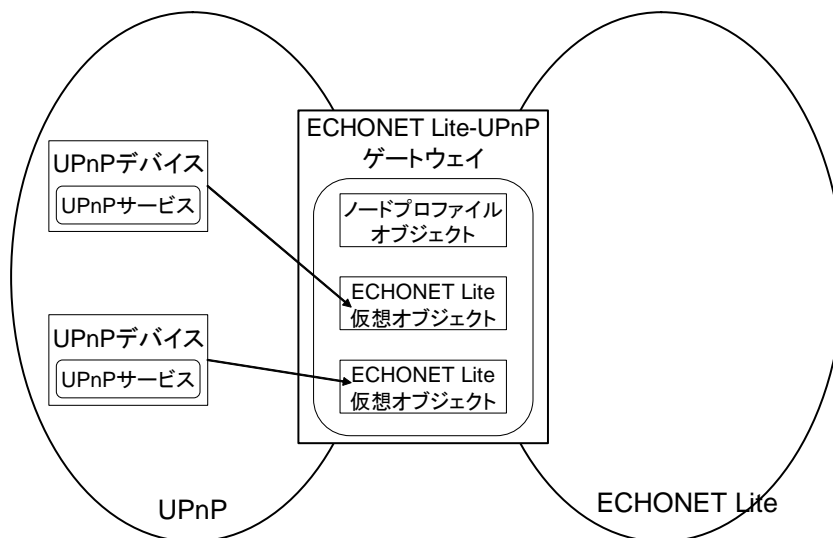 ECHONET Lite-UPnP
ゲートウェイ
UPnPデバイス
UPnPサービス
ノードプロファイル
オブジェクト
ECHONET Lite
仮想オブジェクト
UPnPデバイス
UPnPサービス
ECHONET Lite
仮想オブジェクト
UPnP
ECHONET Lite